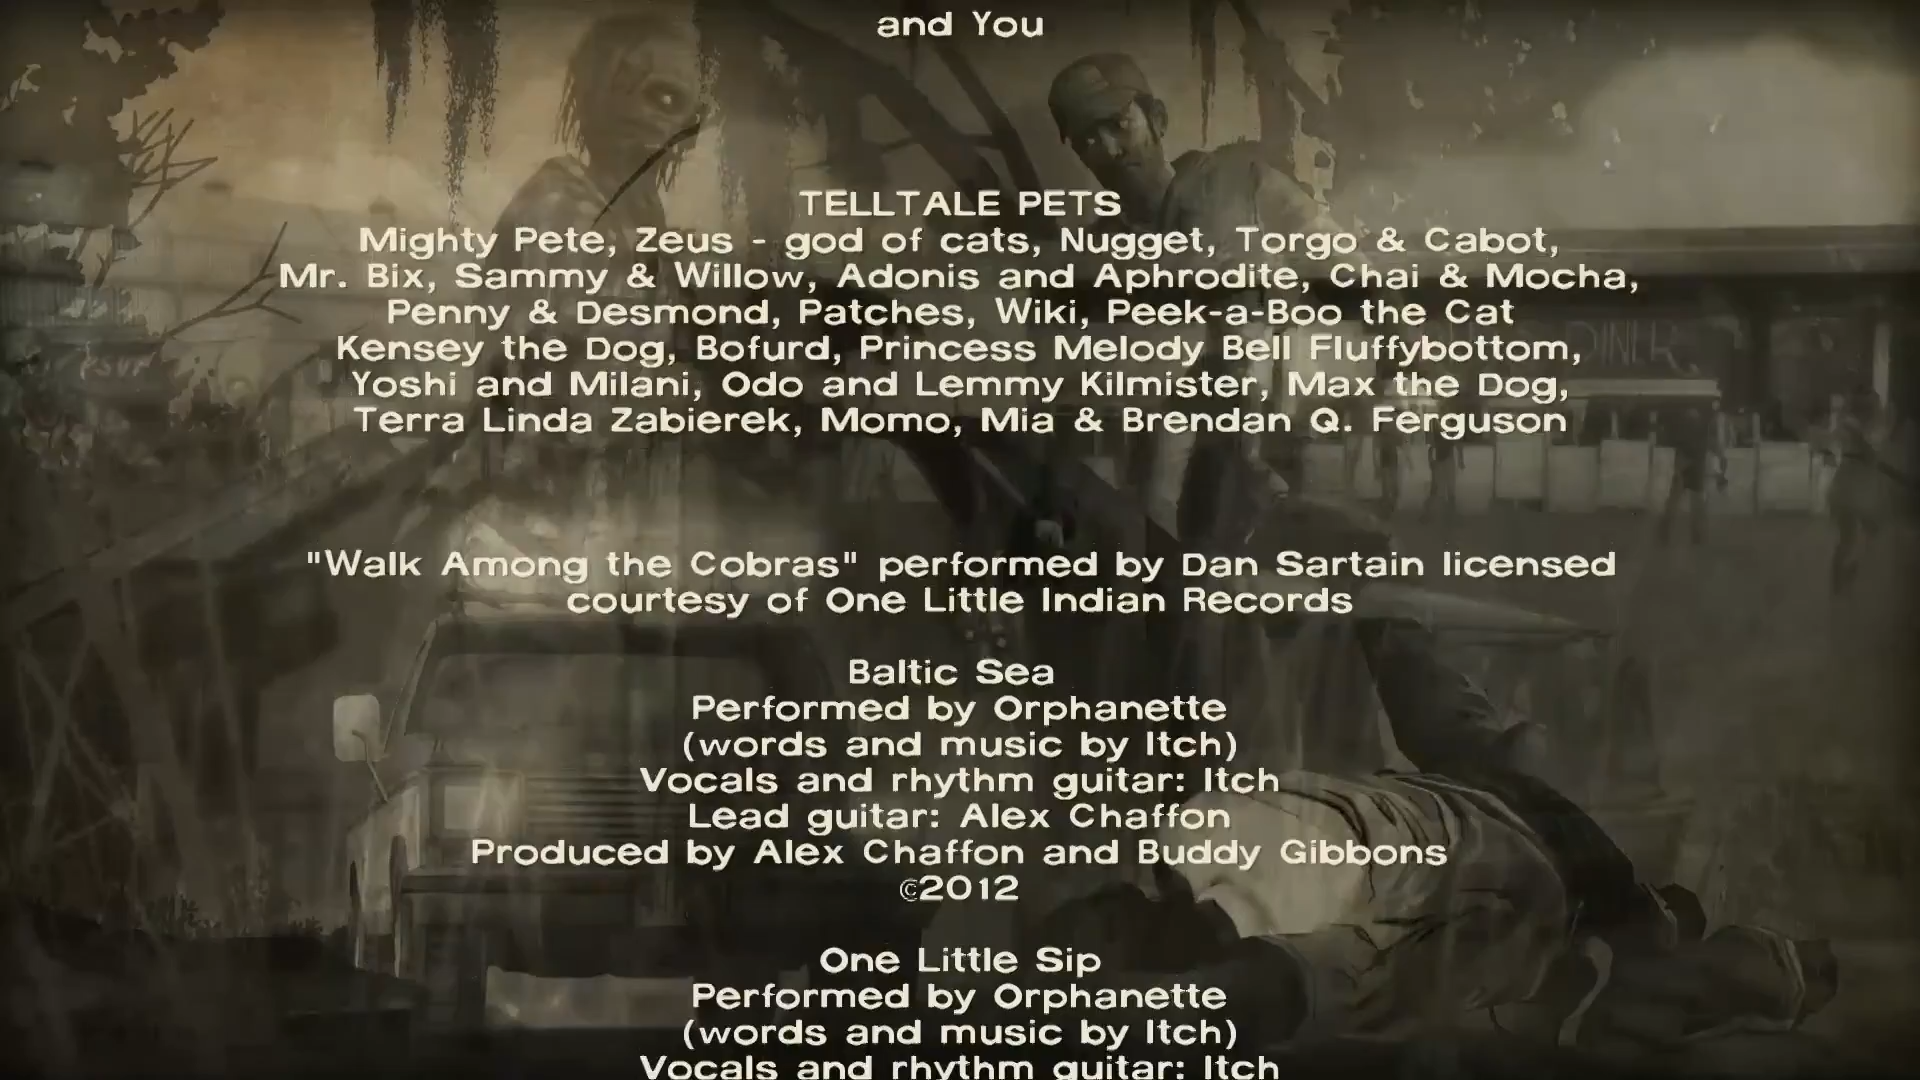 and You
TELLTALE PETS
Mighty Pete, Zeus - god of cats, Nugget, Torgo & Cabot,
Mr. Bix, Sammy & Willow, Adonis and Aphrodite, Chai & Mocha,
Penny & Desmond, Patches, Wiki, Peek-a-Boo the Cat
Kensey the Dog, Bofurd, Princess Melody Bell Fluffybottom,
Yoshi and Milani, Odo and Lemmy Kilmister, Max the Dog,
Terra Linda Zabierek, Momo, Mia & Brendan Q. Ferguson
DINER
"Walk Among the Cobras" performed by Dan Sartain licensed
courtesy of One Little Indian Records
Baltic Sea
Performed by Orphanette
(words and music by Itch)
Vocals and rhythm guitar: Itch
Lead guitar: Alex Chaffon
Produced by Alex Chaffon and Buddy Gibbons
©2012
One Little Sip
Performed by Orphanette
(words and music by Itch)
Vocals and rhythm guitar: Itch